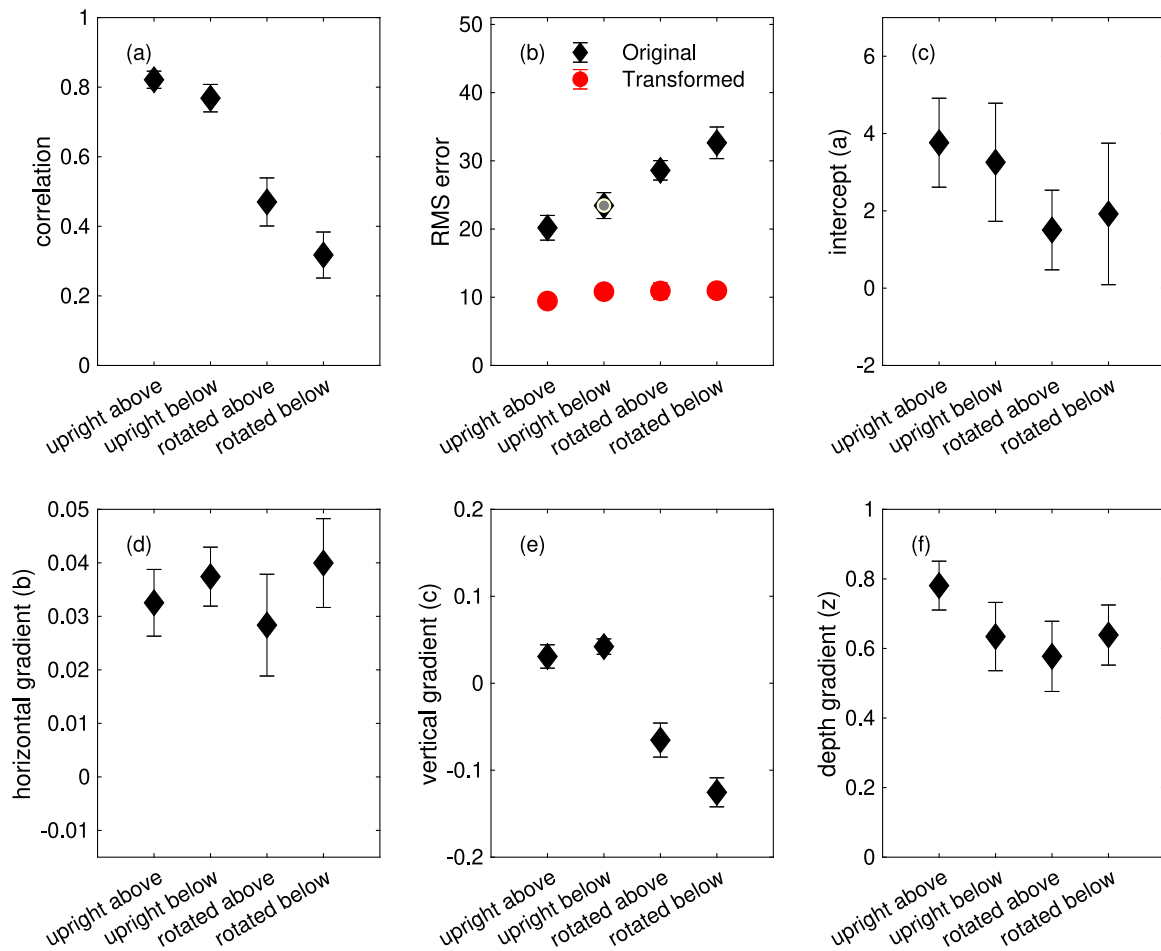 (a)
correlation
1
0.8
0.6
0.4
0.2
0
upright above
upright below
rotated above
rotated below
(b)
Original
Transformed
RMS error
50
40
30
20
10
0
upright above
upright below
rotated above
rotated below
(c)
intercept (a)
6
4
2
0
-2
upright above
upright below
rotated above
rotated below
(d)
horizontal gradient (b)
0.05
0.04
0.03
0.02
0.01
0
-0.01
upright above
upright below
rotated above
rotated below
(e)
vertical gradient (c)
0.2
0.1
0
-0.1
-0.2
upright above
upright below
rotated above
rotated below
(f)
depth gradient (z)
1
0.8
0.6
0.4
0.2
0
upright above
upright below
rotated above
rotated below